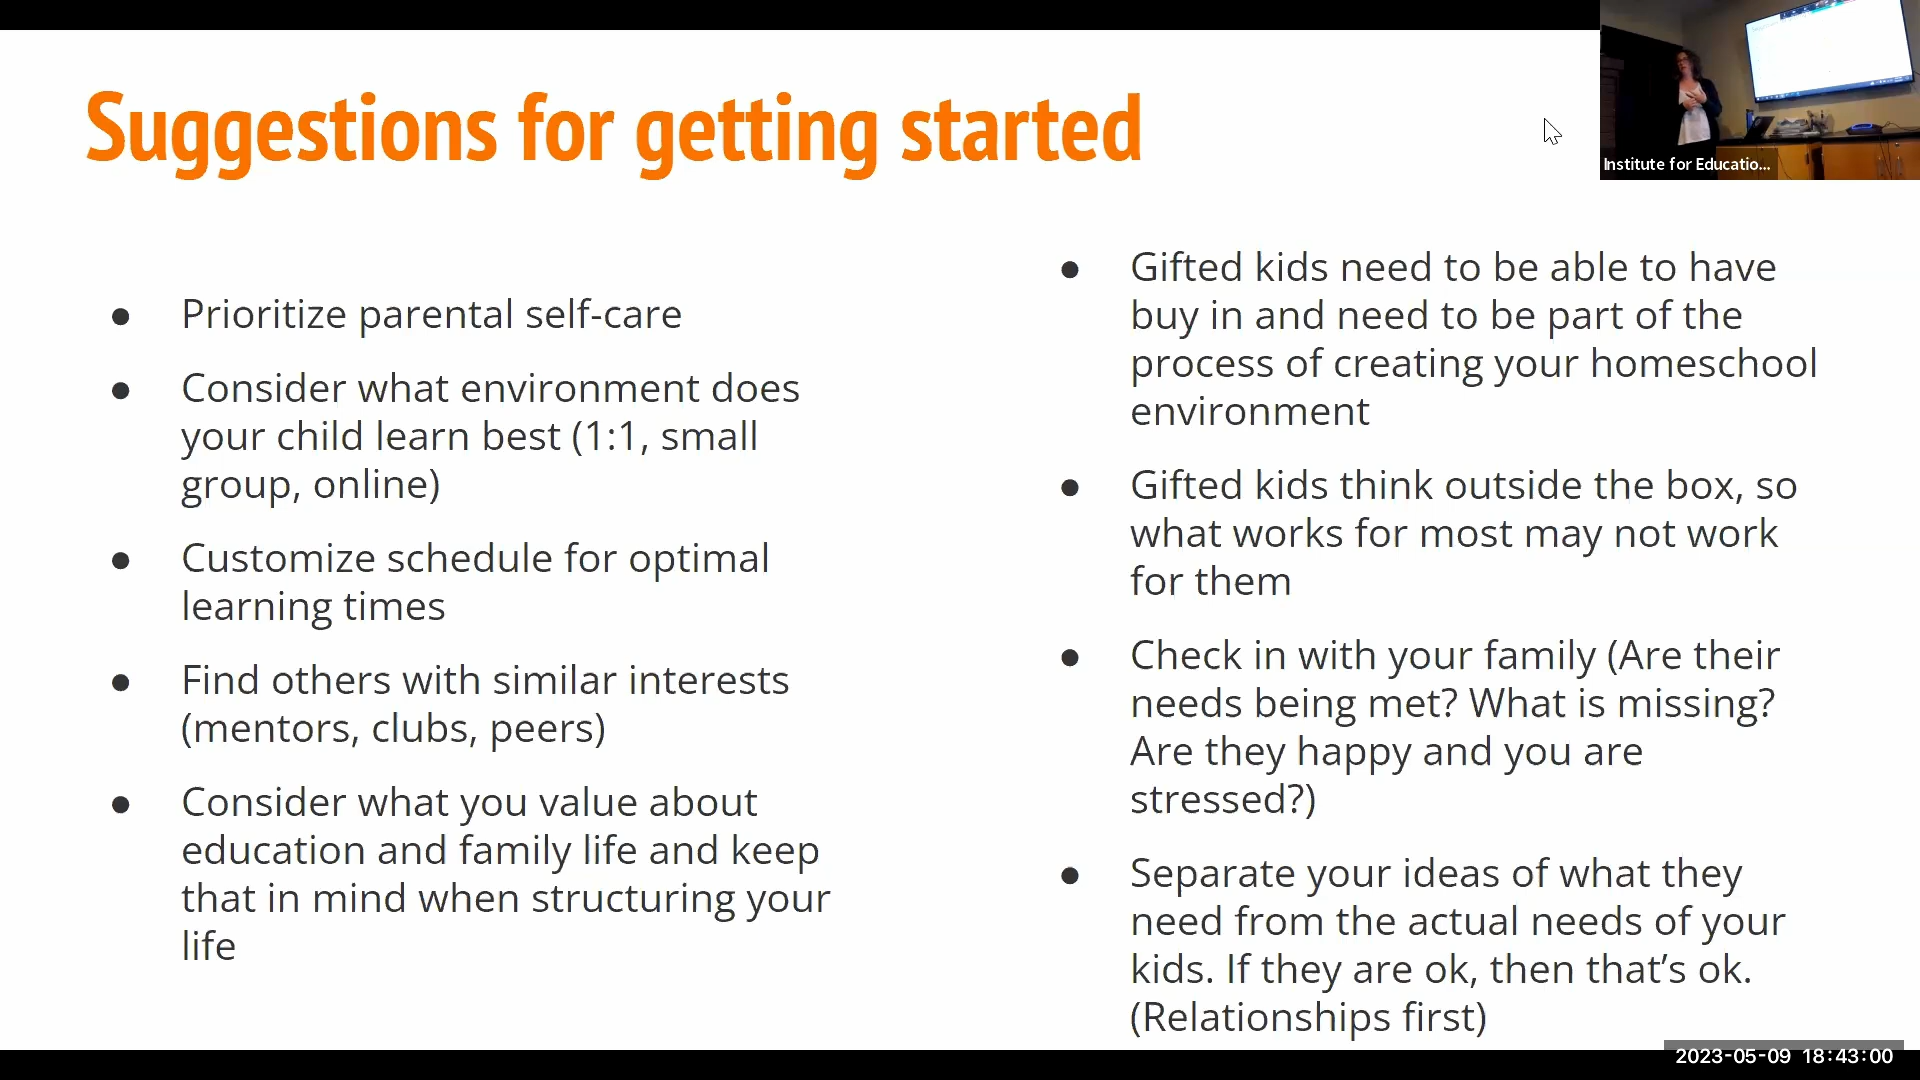 Suggestions for getting started
● Prioritize parental self-care
● Consider what environment does
your child learn best (1:1, small
group, online)
● Customize schedule for optimal
learning times
● Find others with similar interests
(mentors, clubs, peers)
● Consider what you value about
education and family life and keep
that in mind when structuring your
life
● Gifted kids need to be able to have
buy in and need to be part of the
process of creating your homeschool
environment
● Gifted kids think outside the box, so
what works for most may not work
for them
● Check in with your family (Are their
needs being met? What is missing?
Are they happy and you are
stressed?)
● Separate your ideas of what they
need from the actual needs of your
kids. If they are ok, then that’s ok.
(Relationships first)
Institute for Educatio...
2023-05-09 18:43:00